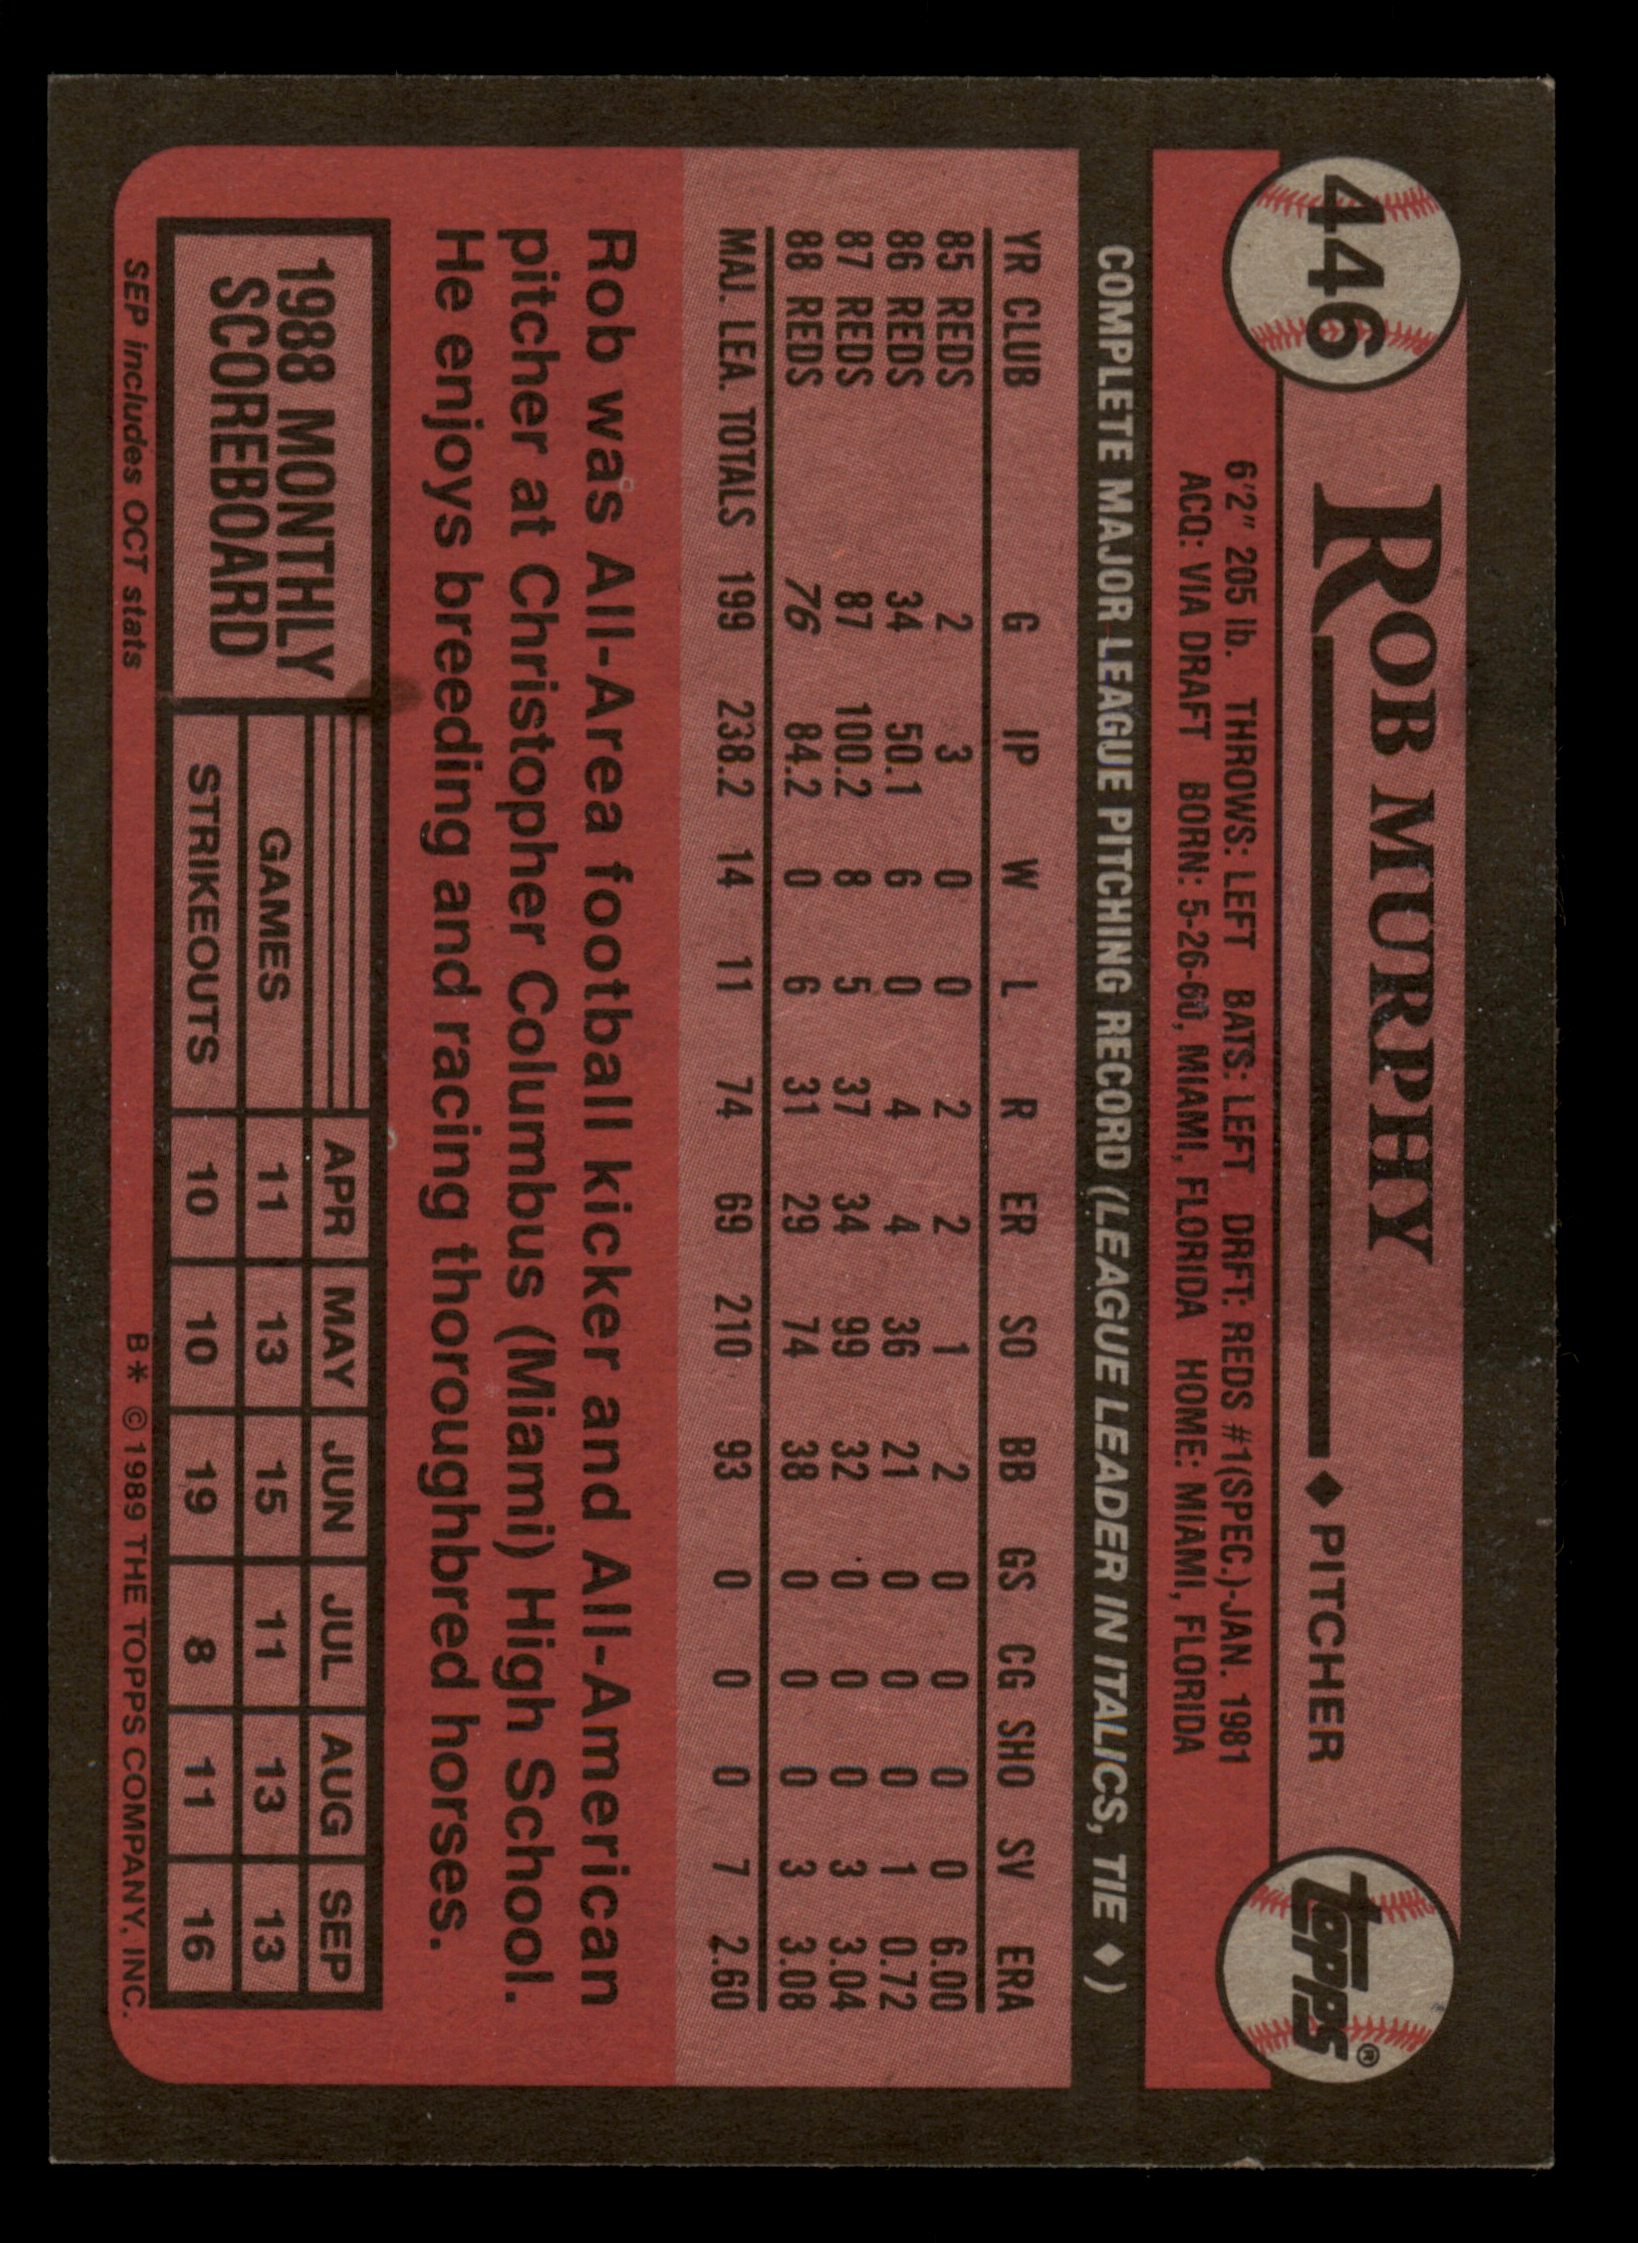 446
ROB MURPHY
◆ PITCHER
topps®
6'2" 205 lb. THROWS: LEFT BATS: LEFT DRFT: REDS #1(SPEC.)-JAN. 1981
ACQ: VIA DRAFT BORN: 5-26-60, MIAMI, FLORIDA HOME: MIAMI, FLORIDA
COMPLETE MAJOR LEAGUE PITCHING RECORD (LEAGUE LEADER IN ITALICS, TIE ◆)
YR CLUB G IP W L R ER SO BB GS CG SHO SV ERA
85 REDS 2 3 0 0 2 2 1 2 0 0 0 0 6.00
86 REDS 34 50.1 6 0 4 4 36 21 0 0 0 1 0.72
87 REDS 87 100.2 8 5 37 34 99 32 0 0 0 3 3.04
88 REDS 76 84.2 0 6 31 29 74 38 0 0 0 3 3.08
MAJ. LEA. TOTALS 199 238.2 14 11 74 69 210 93 0 0 0 7 2.60
Rob was All-Area football kicker and All-American
pitcher at Christopher Columbus (Miami) High School.
He enjoys breeding and racing thoroughbred horses.
1988 MONTHLY
SCOREBOARD
APR MAY JUN JUL AUG SEP
GAMES 11 13 15 11 13 13
STRIKEOUTS 10 10 19 8 11 16
SEP includes OCT stats
B* © 1989 THE TOPPS COMPANY, INC.